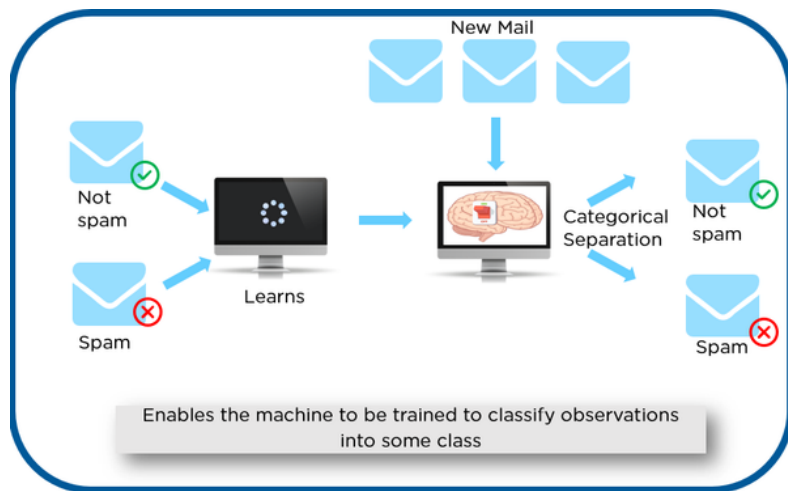 New Mail
Not
spam
Spam
Learns
Categorical
Separation
Not
spam
Spam
Enables the machine to be trained to classify observations
into some class